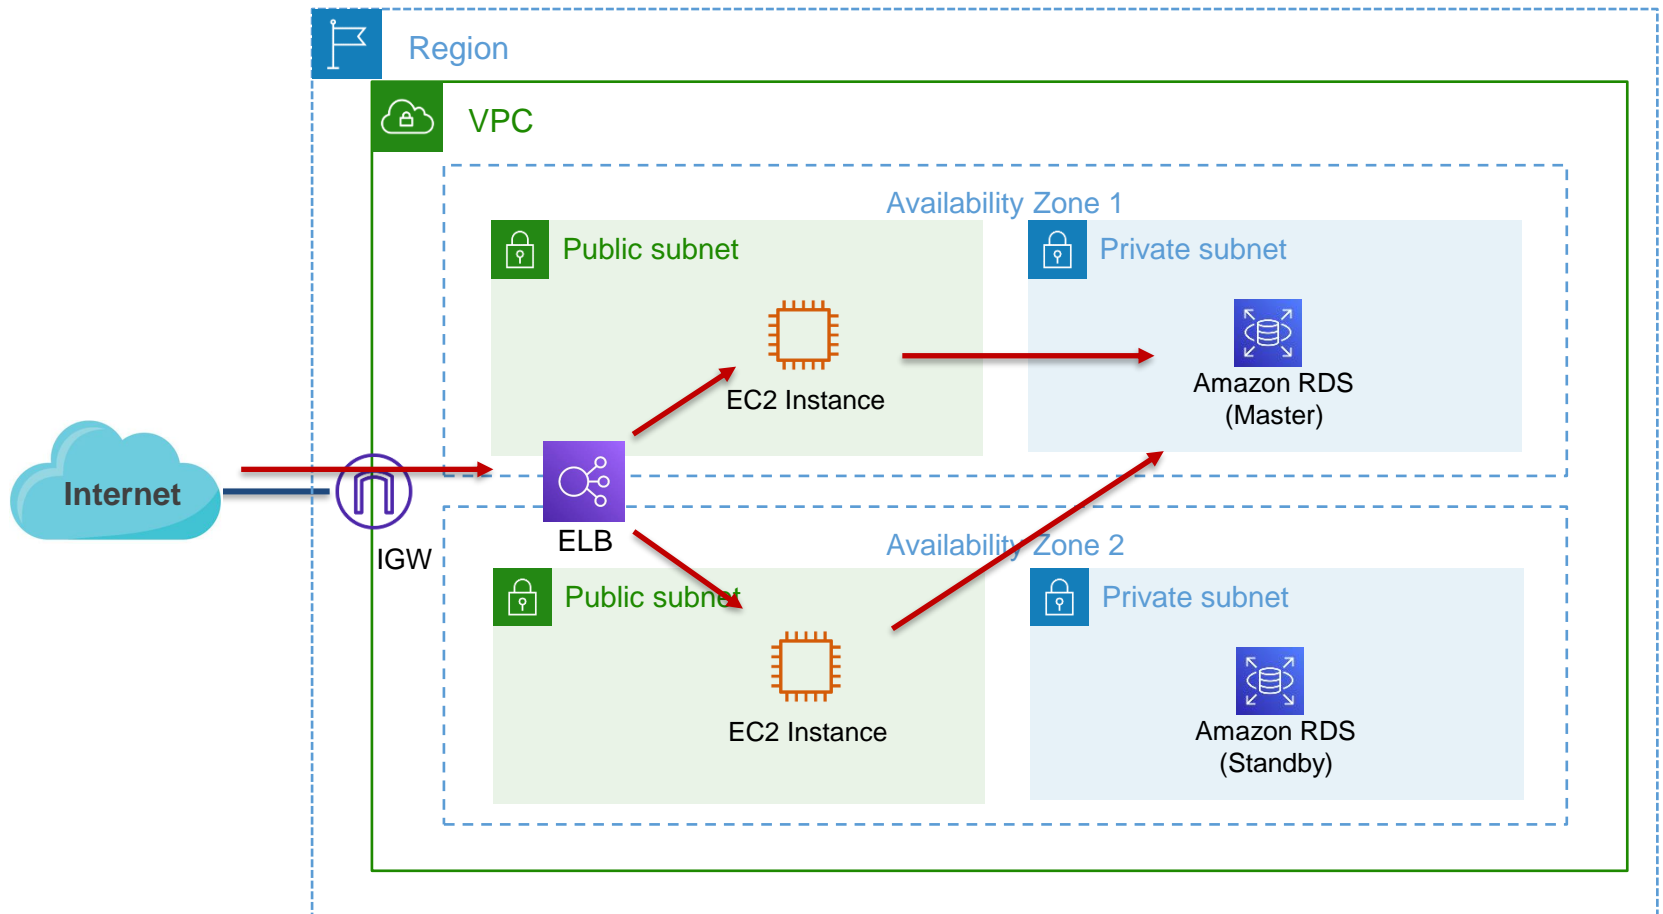 Region
VPC
Availability Zone 1
Public subnet
Private subnet
EC2 Instance
Amazon RDS
(Master)
Internet
IGW
ELB
Availability Zone 2
Public subnet
Private subnet
EC2 Instance
Amazon RDS
(Standby)